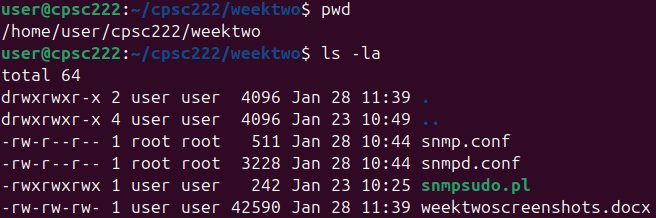 user@cpsc222:~/cpsc222/weektwo$ pwd
/home/user/cpsc222/weektwo
user@cpsc222:~/cpsc222/weektwo$ ls -la
total 64
drwxrwxr-x 2 user user  4096 Jan 28 11:39 .
drwxrwxr-x 4 user user  4096 Jan 23 10:49 ..
-rw-r--r-- 1 root root   511 Jan 28 10:44 snmp.conf
-rw-r--r-- 1 root root  3228 Jan 28 10:44 snmpd.conf
-rwxrwxrwx 1 user user   242 Jan 23 10:25 snmpsudo.pl
-rw-rw-rw- 1 user user 42590 Jan 28 11:39 weektwoscreenshots.docx